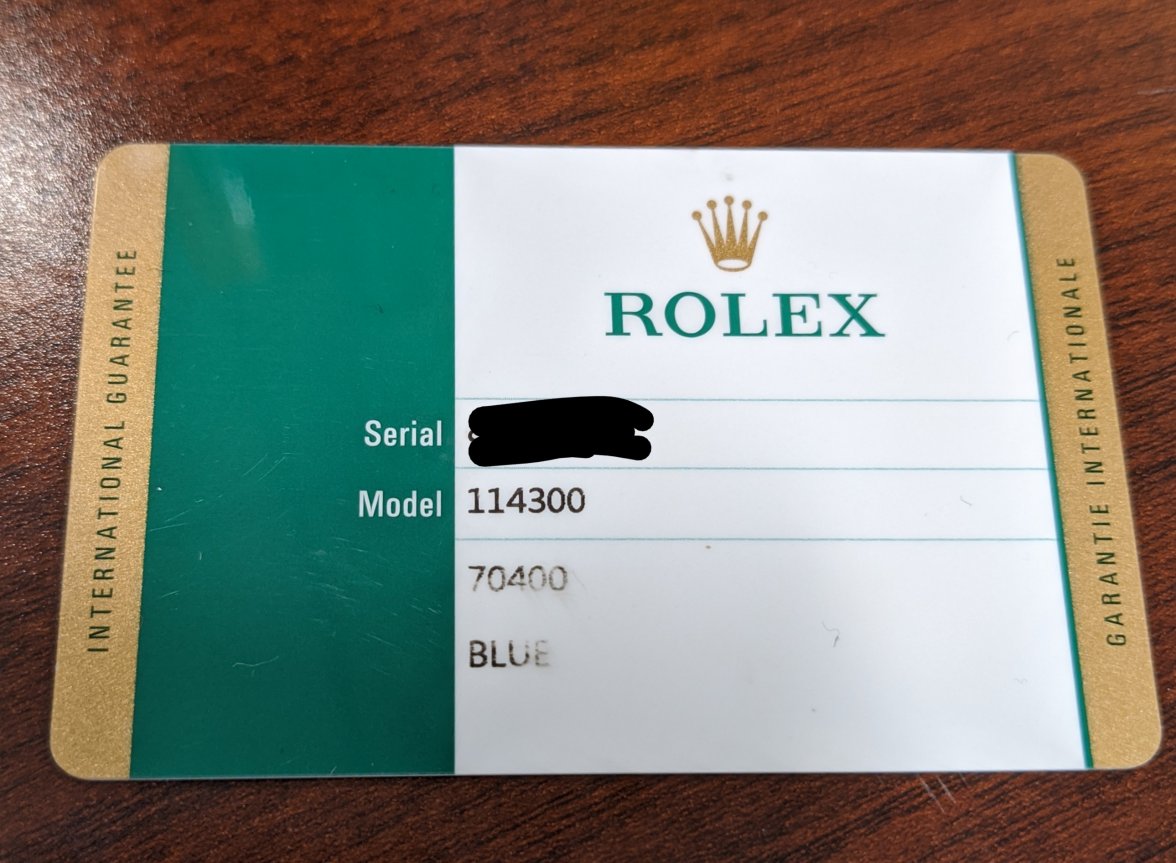 INTERNATIONAL GUARANTEE
ROLEX
Serial
Model 114300
70400
BLUE
GARANTIE INTERNATIONALE